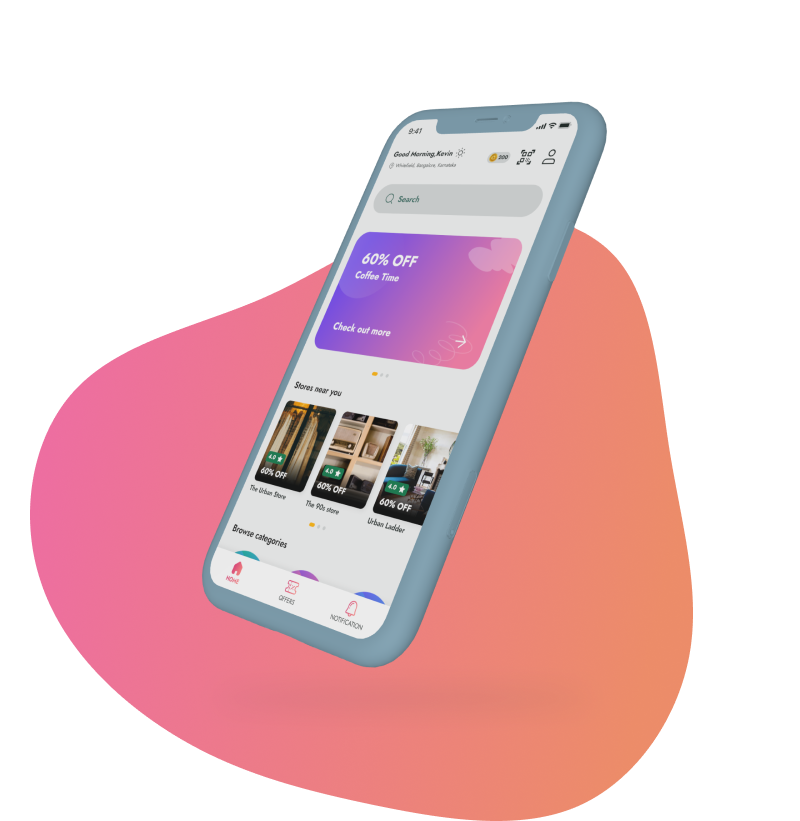 9:41
Good Morning,Kevin
200
Whitefield, Bangalore, Karnataka
Search
60% OFF
Coffee Time
Check out more
Stores near you
4.0
60% OFF
The Urban Store
4.0
60% OFF
The 90s store
4.0
60% OFF
Urban Ladder
Browse categories
HOME
OFFERS
NOTIFICATION